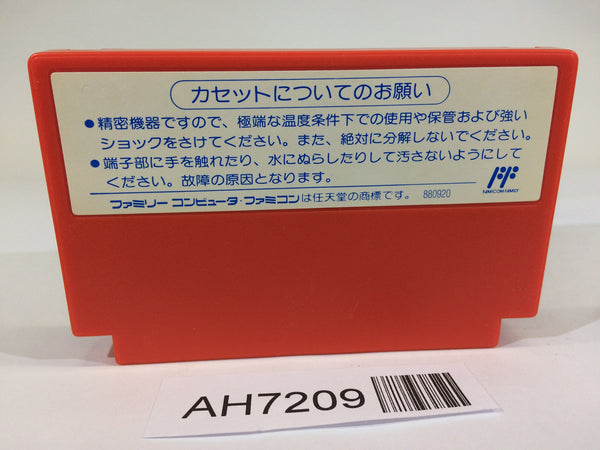 カセットについてのお願い
●精密機器ですので、極端な温度条件下での使用や保管および強い
ショックをさけてください。また、絶対に分解しないでください。
●端子部に手を触れたり、水にぬらしたりして汚さないようにして
ください。故障の原因となります。
FAMICOM FAMILY
ファミリー コンピュータ・ファミコンは任天堂の商標です。 880920
AH7209